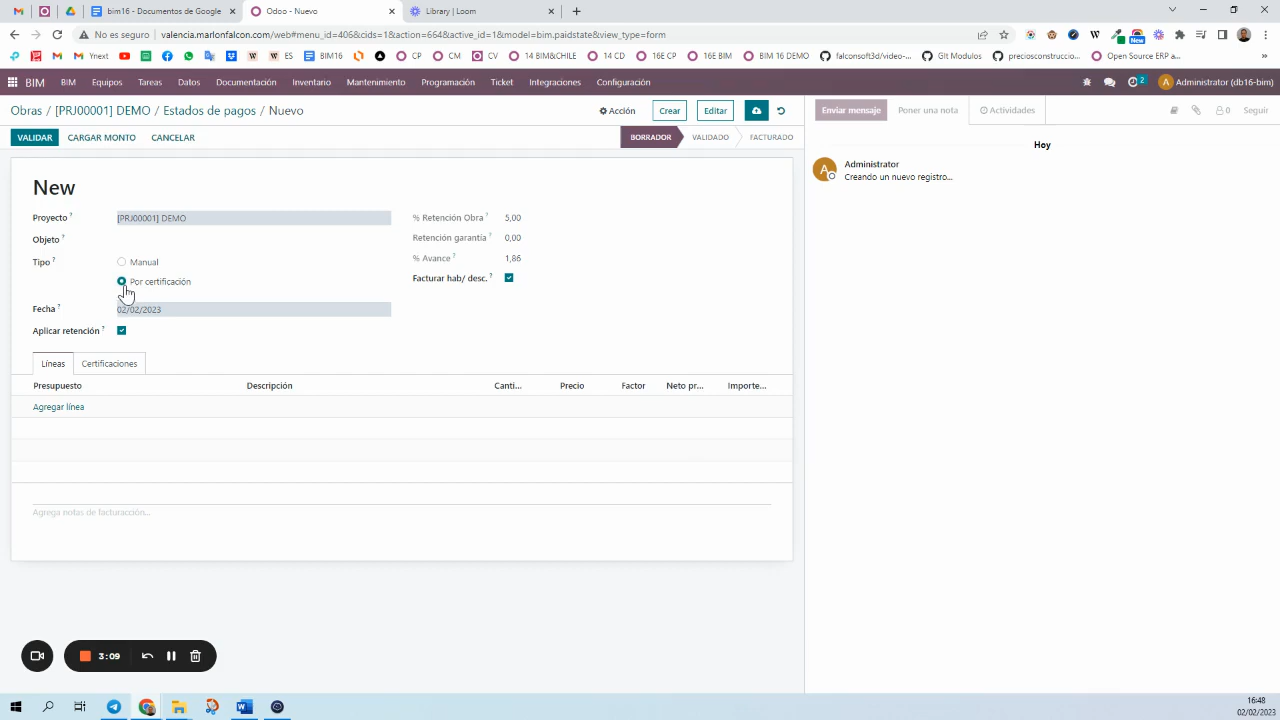 bim16 - Documentos de Google
Odoo - Nuevo
Library | Loom
No es seguro | valencia.marlonfalcon.com/web#menu_id=406&cid=1&action=664&active_id=1&model=bim.paidstate&view_type=form
New
Ynext
BIM16
CP
CM
CV
14 BIM&CHILE
14 CD
16E CP
16E BIM
BIM 16 DEMO
falconsoft3d/video-...
GIt Modulos
preciosconstruccio...
Open Source ERP a...
BIM
BIM
Equipos
Tareas
Datos
Documentación
Inventario
Mantenimiento
Programación
Ticket
Integraciones
Configuración
2
A
Administrator (db16-bim)
Obras / [PRJ00001] DEMO / Estados de pagos / Nuevo
Acción
Crear
Editar
Enviar mensaje
Poner una nota
Actividades
0
Seguir
VALIDAR
CARGAR MONTO
CANCELAR
BORRADOR
VALIDADO
FACTURADO
Hoy
A
Administrator
Creando un nuevo registro...
New
Proyecto ?
[PRJ00001] DEMO
% Retención Obra ?
5,00
Objeto ?
Retención garantía ?
0,00
Tipo ?
Manual
% Avance ?
1,86
Por certificación
Facturar hab/ desc. ?
Fecha ?
02/02/2023
Aplicar retención ?
Líneas
Certificaciones
Presupuesto
Descripción
Canti...
Precio
Factor
Neto pr...
Importe...
Agregar línea
Agrega notas de facturacción...
3:09
16:48
02/02/2023